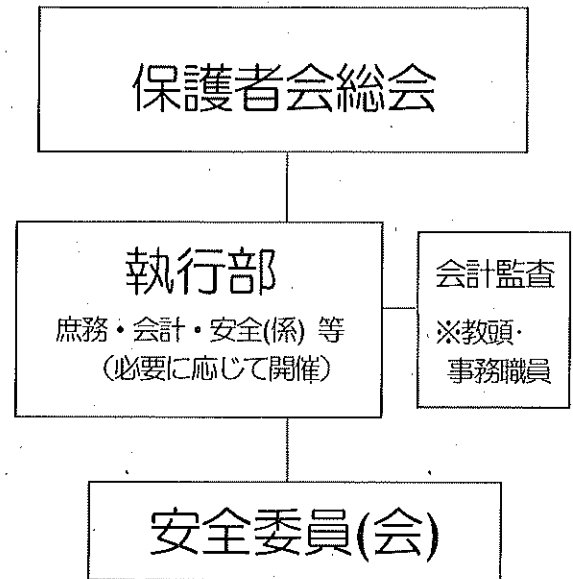 保護者会総会
執行部
庶務・会計・安全(係) 等
(必要に応じて開催)
会計監査
※教頭・
事務職員
安全委員(会)